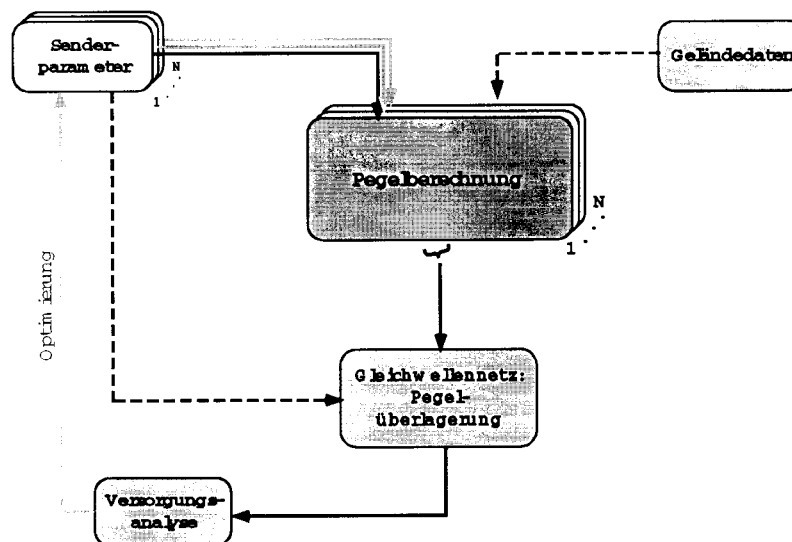 Sender-
parameter
N
1
Geländedaten
Pegelberechnung
N
1
Optimierung
Gleichwellennetz:
Pegel-
überlagerung
Versorgungs-
analyse